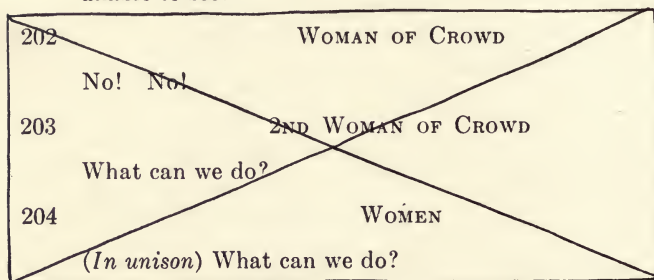 202 WOMAN OF CROWD
No! No!
203 2ND WOMAN OF CROWD
What can we do?
204 WOMEN
(In unison) What can we do?